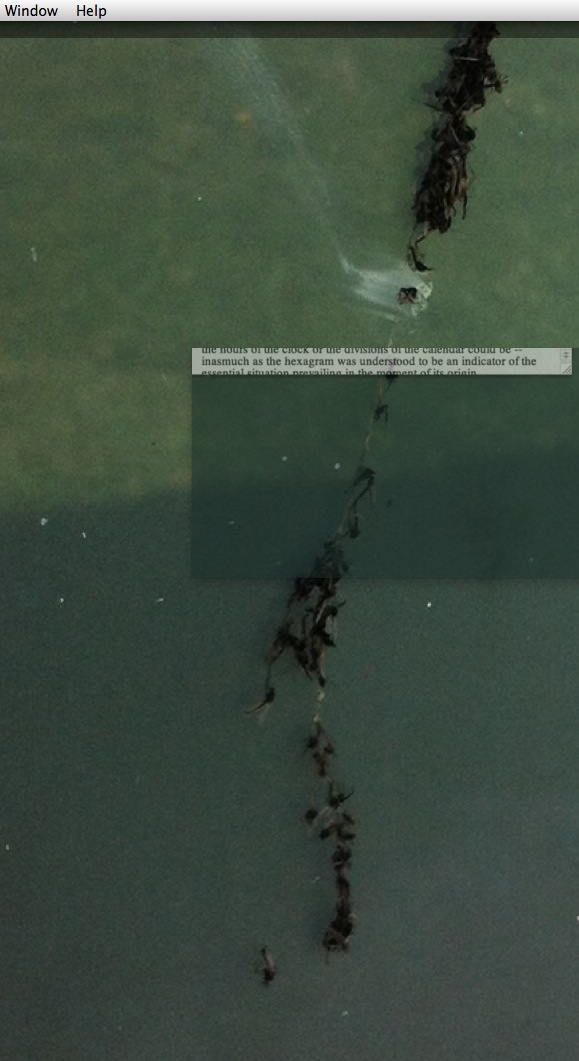 Window Help
the hours of the clock or the divisions of the calendar could be --
inasmuch as the hexagram was understood to be an indicator of the
essential situation prevailing in the moment of its origin.